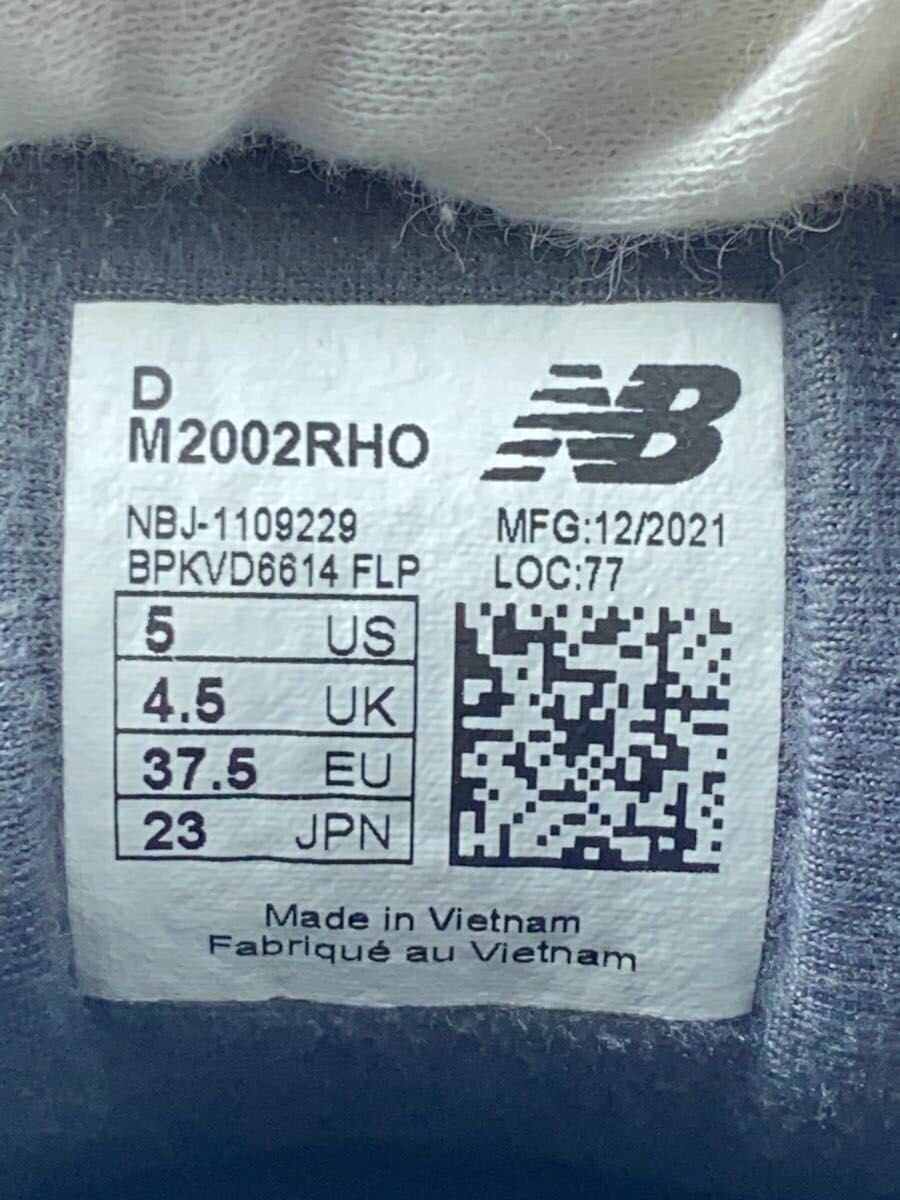 D
M2002RHO
NB
NBJ-1109229
MFG:12/2021
BPKVD6614 FLP
LOC:77
5 US
4.5 UK
37.5 EU
23 JPN
Made in Vietnam
Fabriqué au Vietnam